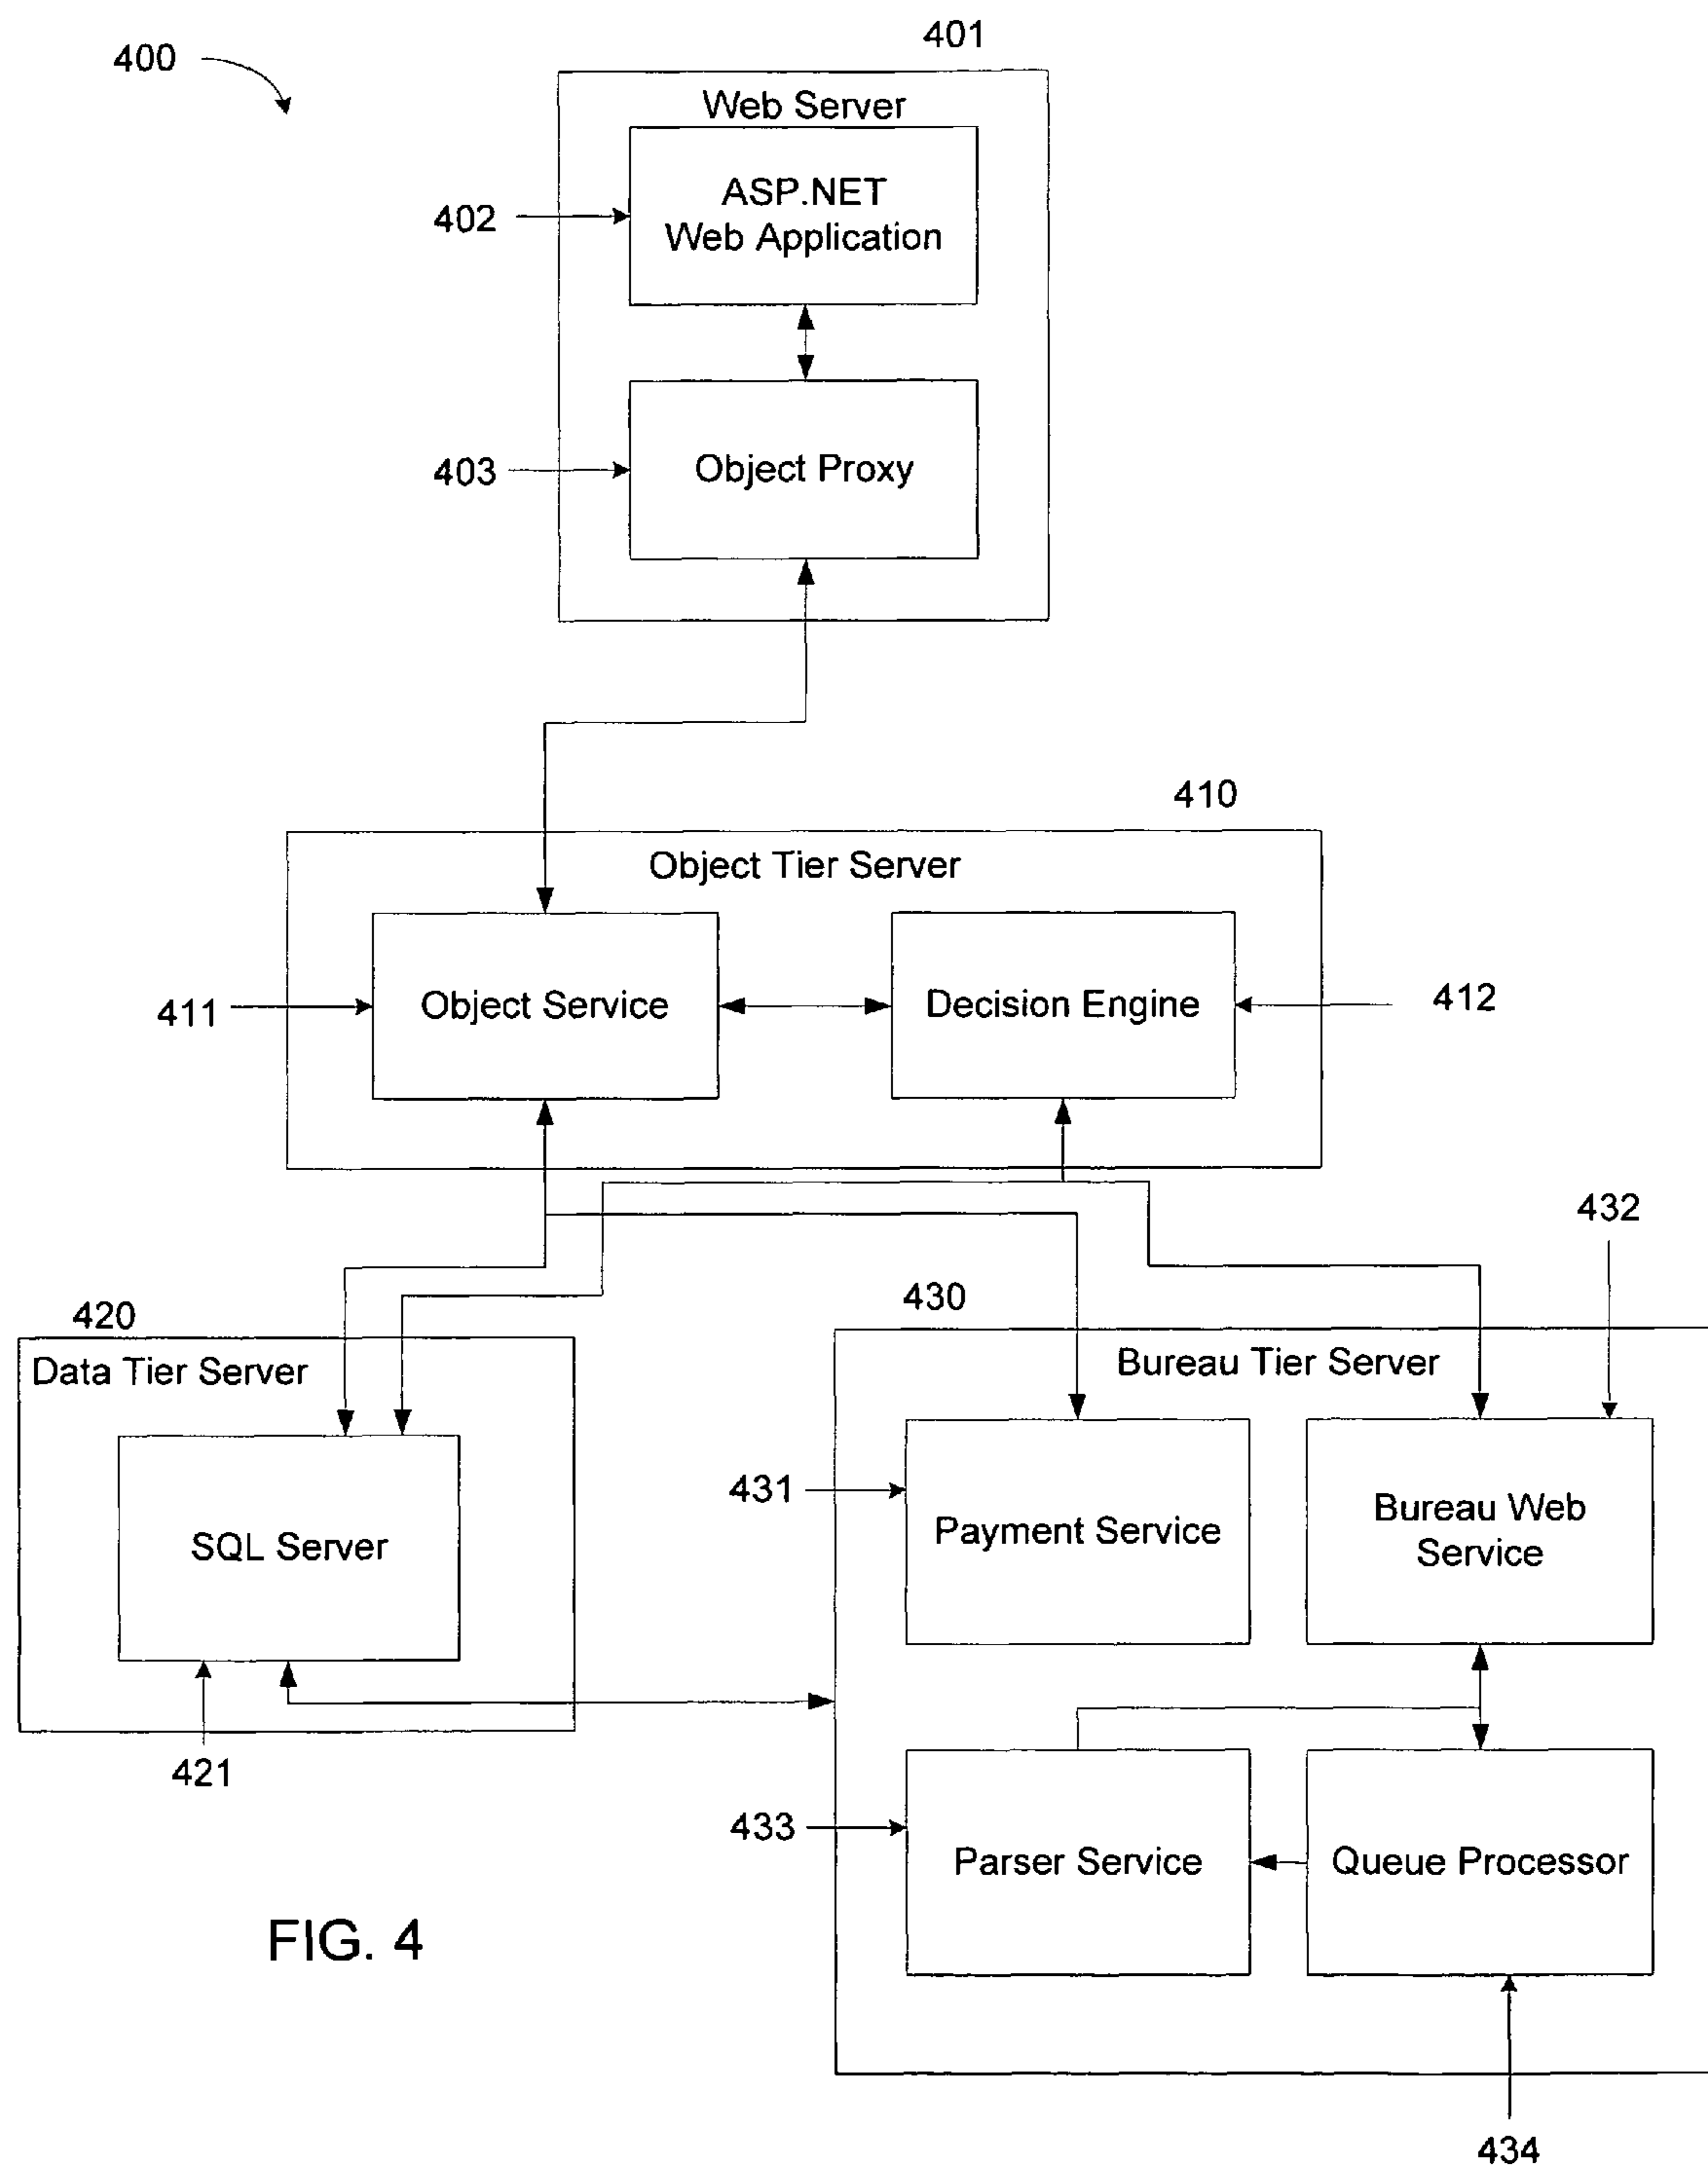 400
401
Web Server
ASP.NET
Web Application
402
Object Proxy
403
410
Object Tier Server
Object Service
411
Decision Engine
412
432
420
Data Tier Server
SQL Server
421
430
Bureau Tier Server
431
Payment Service
Bureau Web
Service
433
Parser Service
Queue Processor
434
FIG. 4